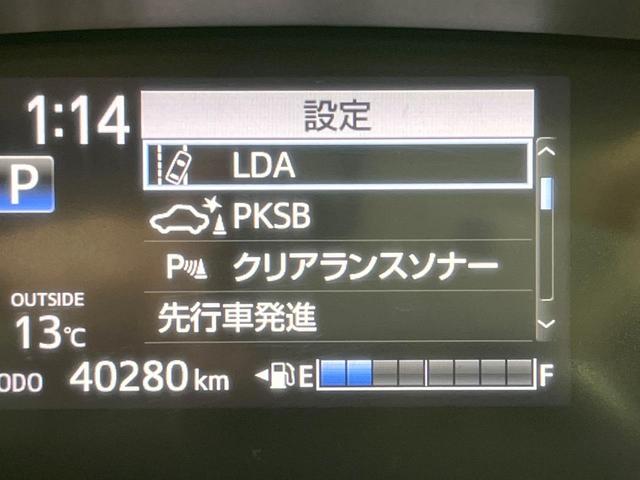 1:14
設定
LDA
P
PKSB
P クリアランスソナー
OUTSIDE
13℃
先行車発進
ODO 40280 km E F